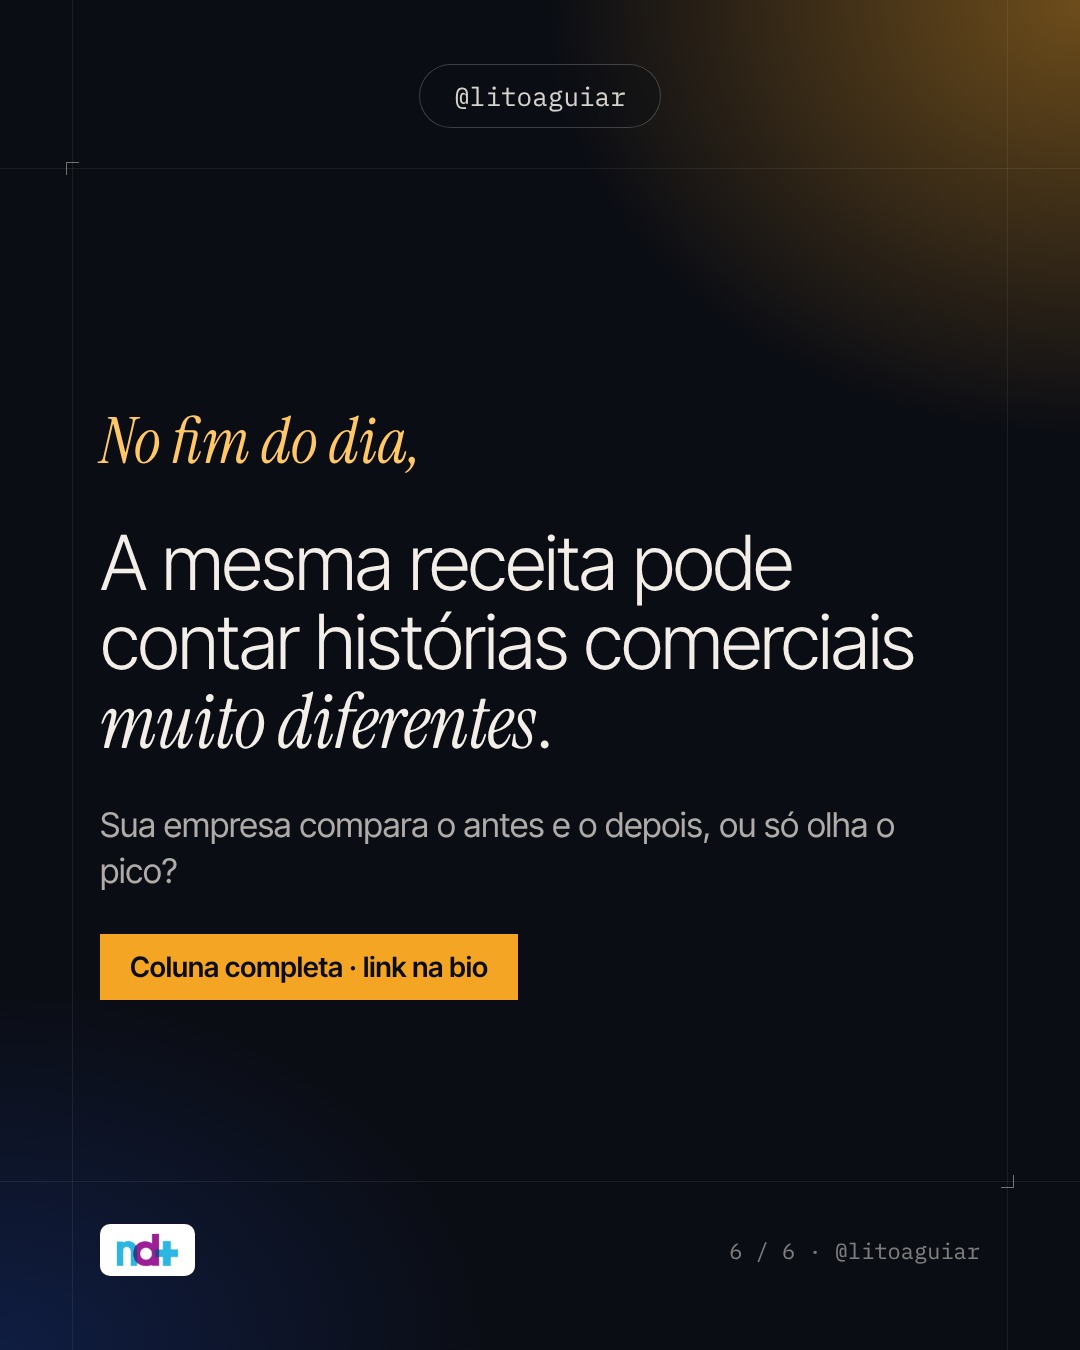 @litoaguiar
No fim do dia,
A mesma receita pode
contar histórias comerciais
muito diferentes.
Sua empresa compara o antes e o depois, ou só olha o
pico?
Coluna completa · link na bio
nd+
6 / 6 · @litoaguiar